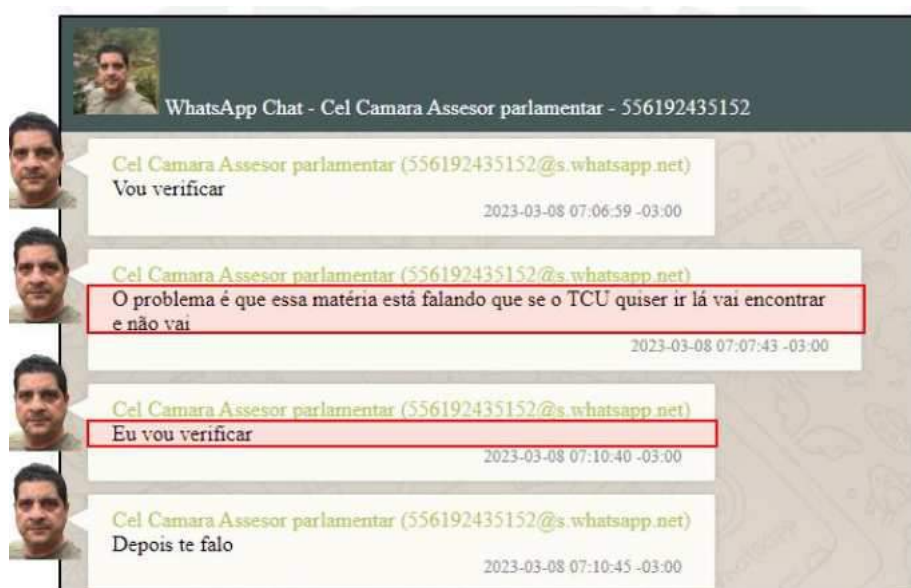 WhatsApp Chat - Cel Camara Assesor parlamentar - 556192435152
Cel Camara Assesor parlamentar (556192435152@s.whatsapp.net)
Vou verificar
2023-03-08 07:06:59 -03:00
Cel Camara Assesor parlamentar (556192435152@s.whatsapp.net)
O problema é que essa matéria está falando que se o TCU quiser ir lá vai encontrar
e não vai
2023-03-08 07:07:43 -03:00
Cel Camara Assesor parlamentar (556192435152@s.whatsapp.net)
Eu vou verificar
2023-03-08 07:10:40 -03:00
Cel Camara Assesor parlamentar (556192435152@s.whatsapp.net)
Depois te falo
2023-03-08 07:10:45 -03:00